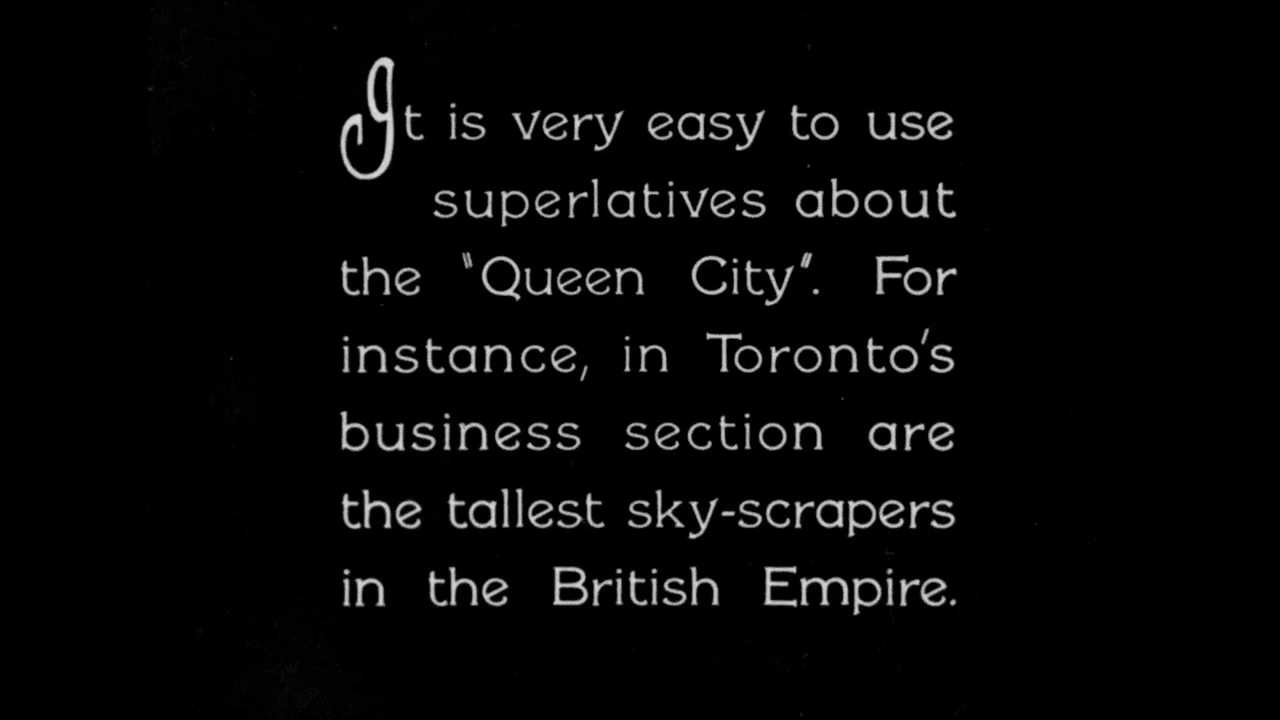 It is very easy to use
superlatives about
the "Queen City". For
instance, in Toronto's
business section are
the tallest sky-scrapers
in the British Empire.